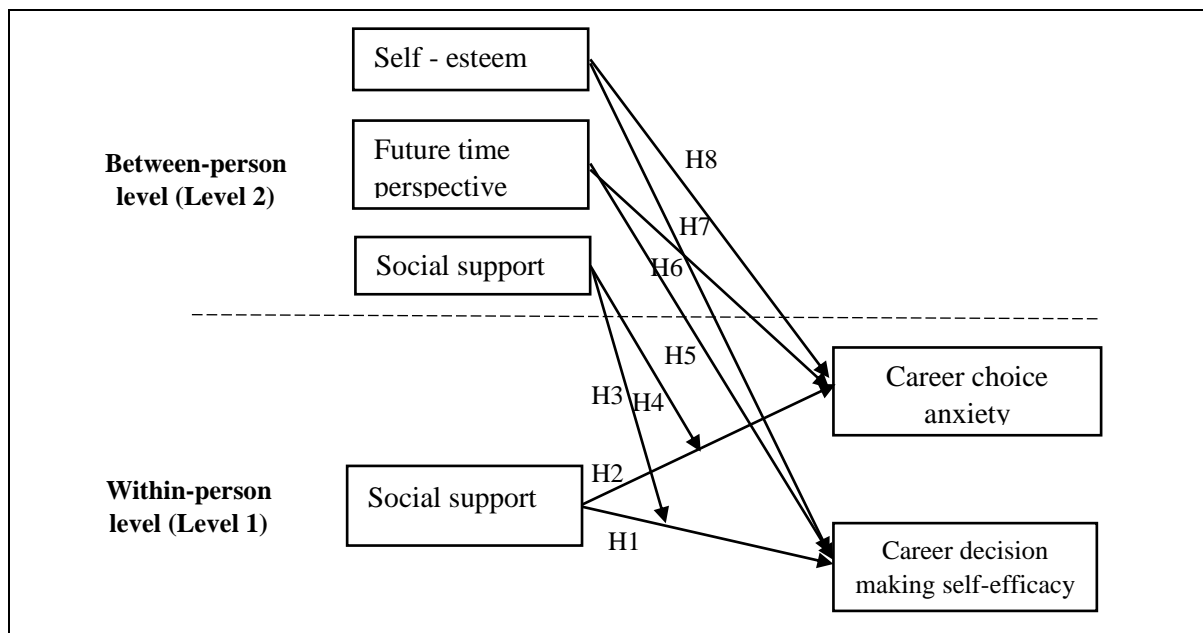 Self - esteem
Future time
perspective
Between-person
level (Level 2)
Social support
H8
H7
H6
H5
H3
H4
Career choice
anxiety
H2
Within-person
level (Level 1)
Social support
H1
Career decision
making self-efficacy